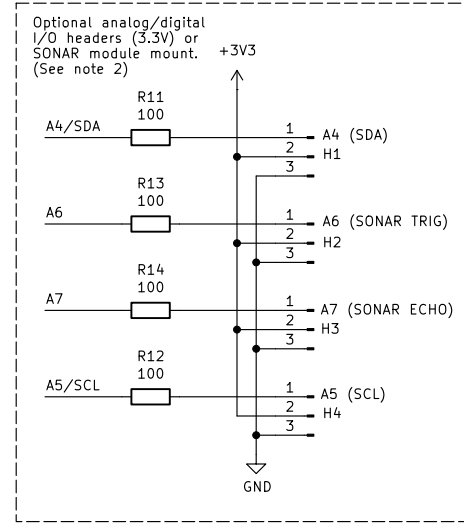 Optional analog/digital
I/O headers (3.3V) or
SONAR module mount.
(See note 2)
+3V3
R11
100
A4/SDA
1 A4 (SDA)
2 H1
3
R13
100
A6
1 A6 (SONAR TRIG)
2 H2
3
R14
100
A7
1 A7 (SONAR ECHO)
2 H3
3
R12
100
A5/SCL
1 A5 (SCL)
2 H4
3
GND